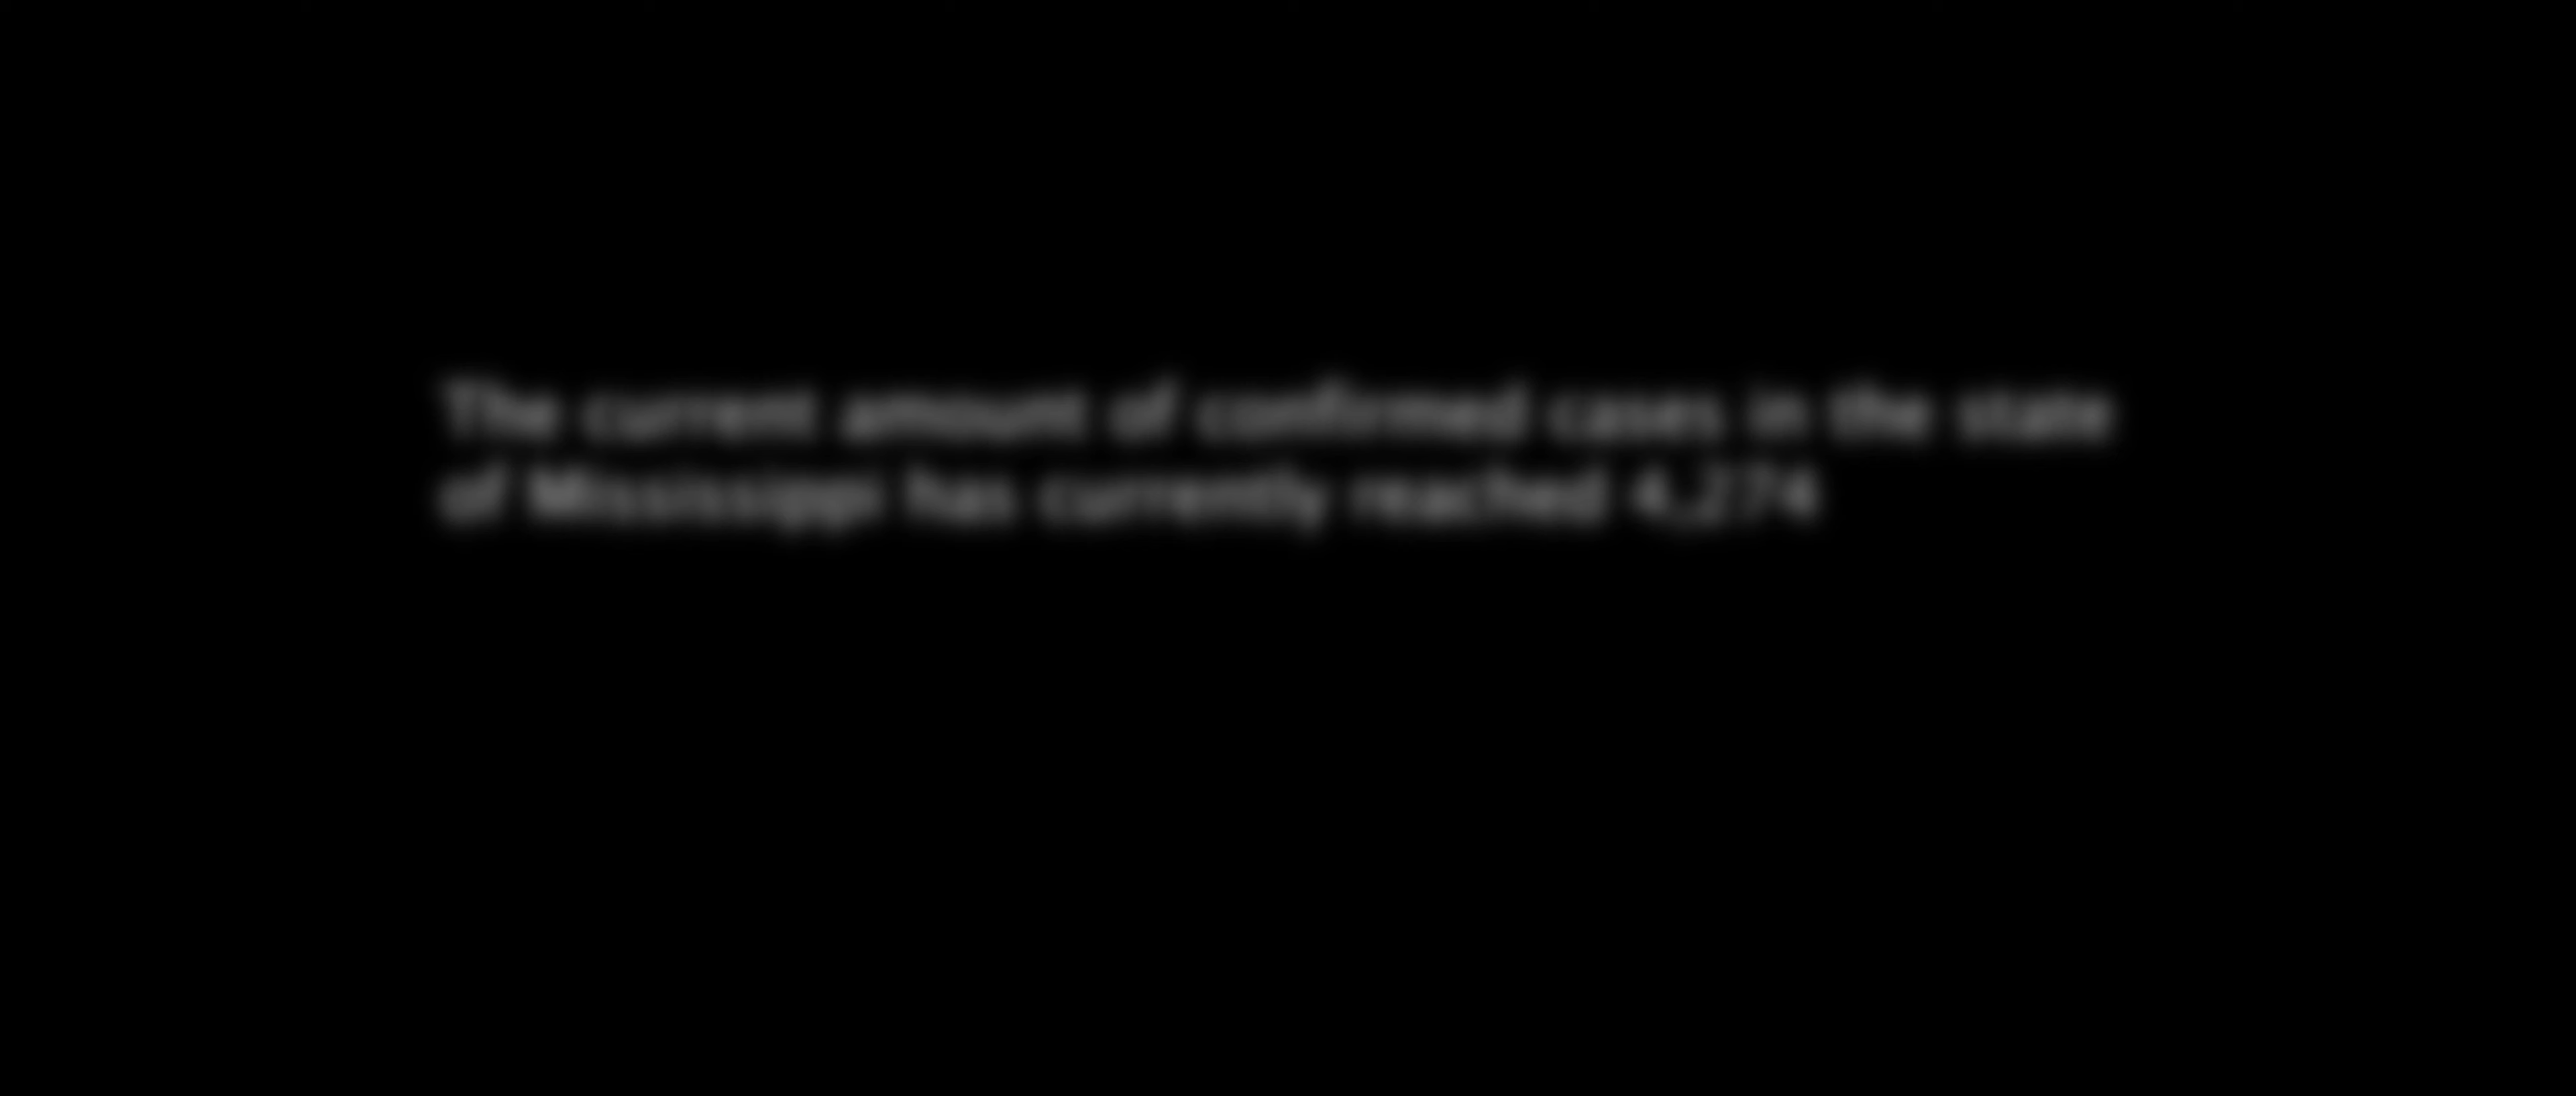 The current amount of confirmed cases in the state
of Mississippi has currently reached 4,274